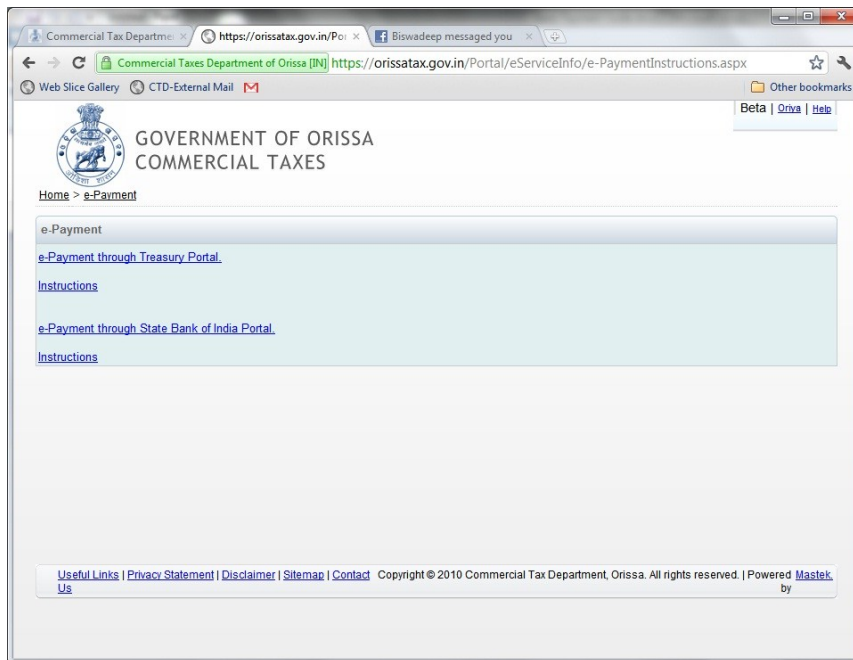 Commercial Tax Departme
https://orissatax.gov.in/Por
Biswadeep messaged you
Commercial Taxes Department of Orissa [IN] https://orissatax.gov.in/Portal/eServiceInfo/e-PaymentInstructions.aspx
Web Slice Gallery CTD-External Mail Other bookmarks
Beta | Oriya | Help
GOVERNMENT OF ORISSA
COMMERCIAL TAXES
Home > e-Payment
e-Payment
e-Payment through Treasury Portal.
Instructions
e-Payment through State Bank of India Portal.
Instructions
Useful Links | Privacy Statement | Disclaimer | Sitemap | Contact Us
Copyright © 2010 Commercial Tax Department, Orissa. All rights reserved. | Powered by Mastek.